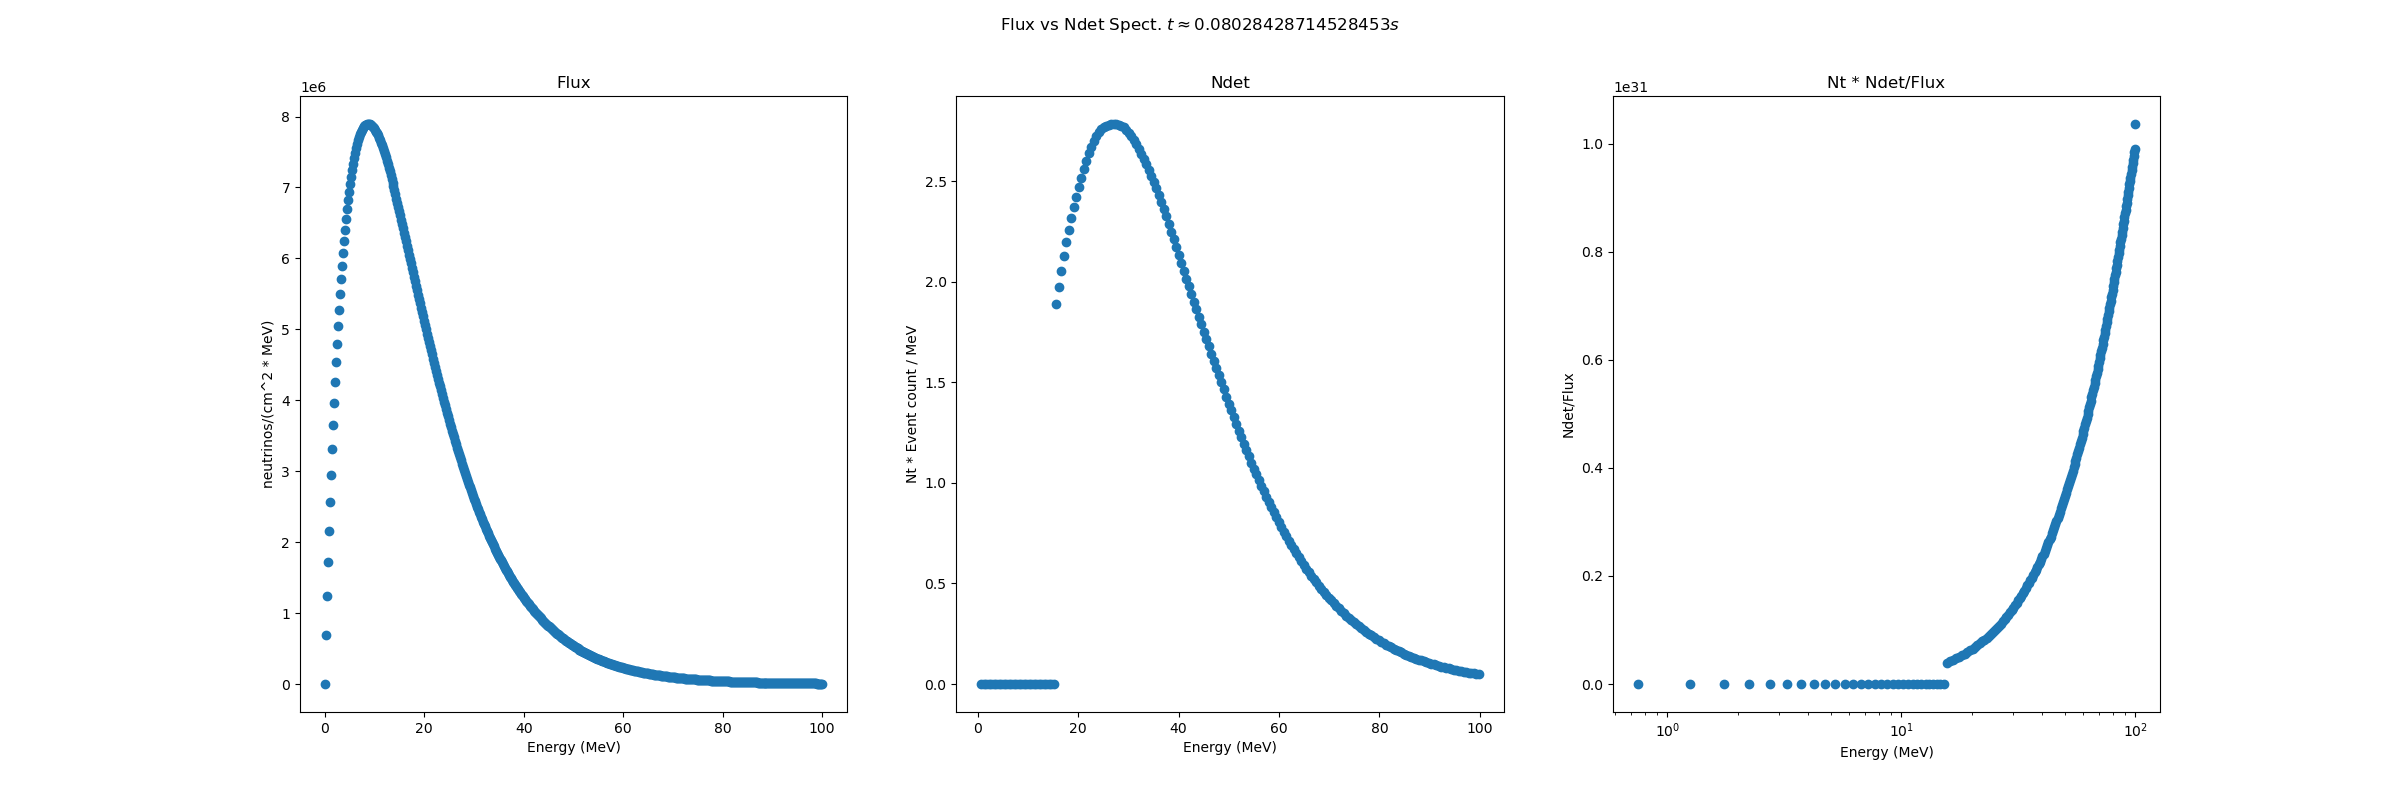 Flux vs Ndet Spect. t ≈ 0.08028428714528453s
Flux
1e6
8
7
6
5
4
3
2
1
0
neutrinos/(cm^2 * MeV)
0 20 40 60 80 100
Energy (MeV)
Ndet
2.5
2.0
1.5
1.0
0.5
0.0
Nt * Event count / MeV
0 20 40 60 80 100
Energy (MeV)
Nt * Ndet/Flux
1e31
1.0
0.8
0.6
0.4
0.2
0.0
Ndet/Flux
10^0 10^1 10^2
Energy (MeV)